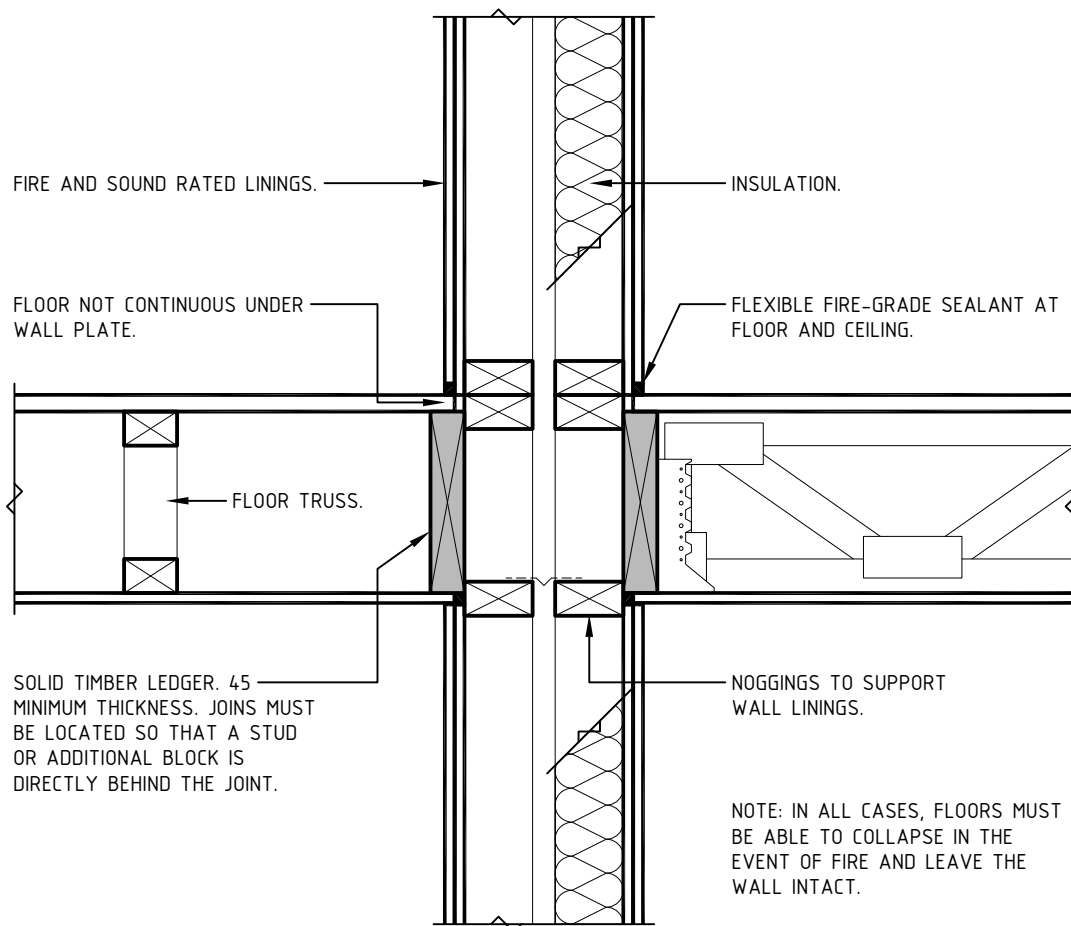 FIRE AND SOUND RATED LININGS.
INSULATION.
FLOOR NOT CONTINUOUS UNDER
WALL PLATE.
FLEXIBLE FIRE-GRADE SEALANT AT
FLOOR AND CEILING.
FLOOR TRUSS.
SOLID TIMBER LEDGER. 45
MINIMUM THICKNESS. JOINS MUST
BE LOCATED SO THAT A STUD
OR ADDITIONAL BLOCK IS
DIRECTLY BEHIND THE JOINT.
NOGGINGS TO SUPPORT
WALL LININGS.
NOTE: IN ALL CASES, FLOORS MUST
BE ABLE TO COLLAPSE IN THE
EVENT OF FIRE AND LEAVE THE
WALL INTACT.